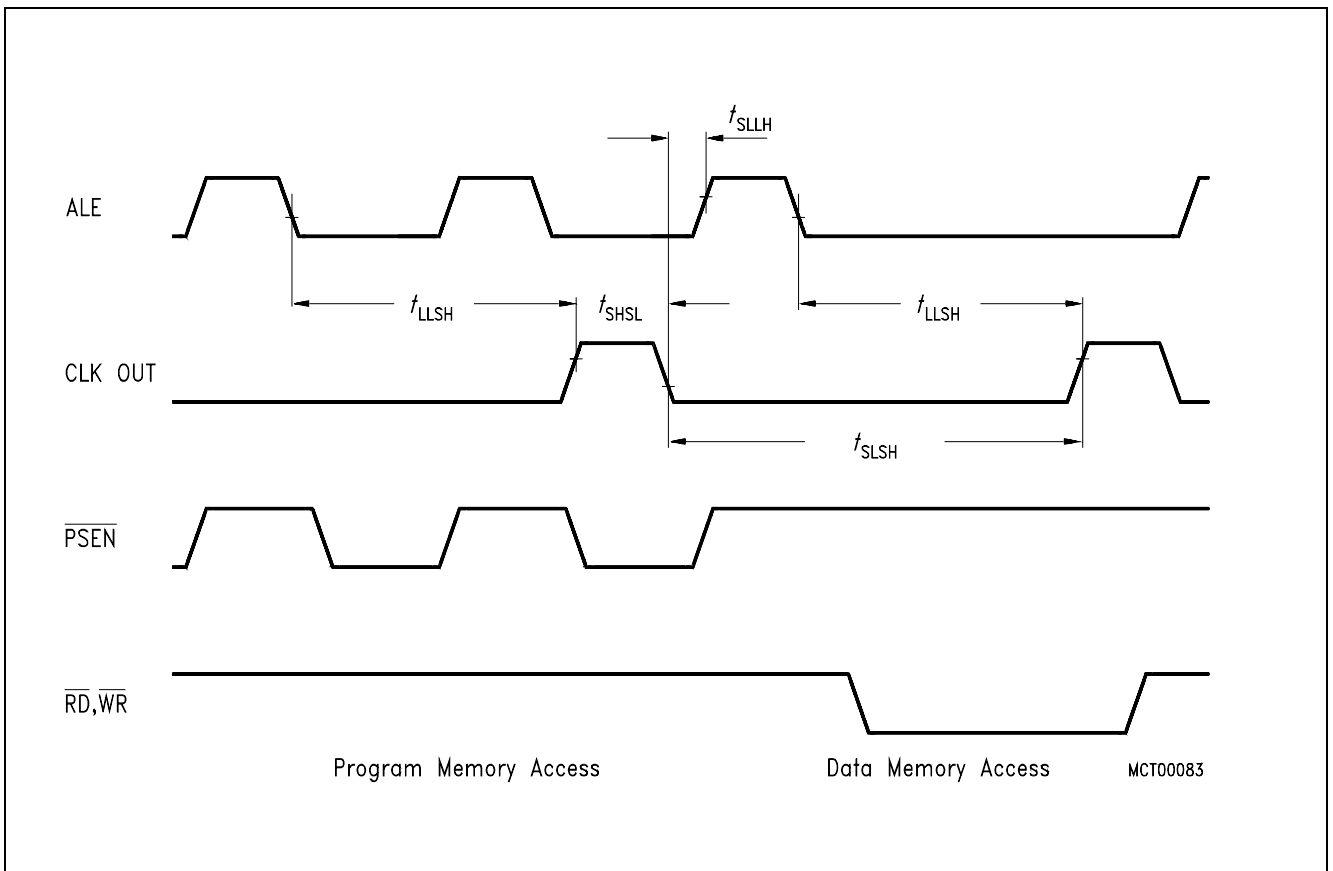 tSLLH
ALE
tLLSH
tSHSL
tLLSH
CLK OUT
tSLSH
PSEN
RD,WR
Program Memory Access
Data Memory Access
MCT00083